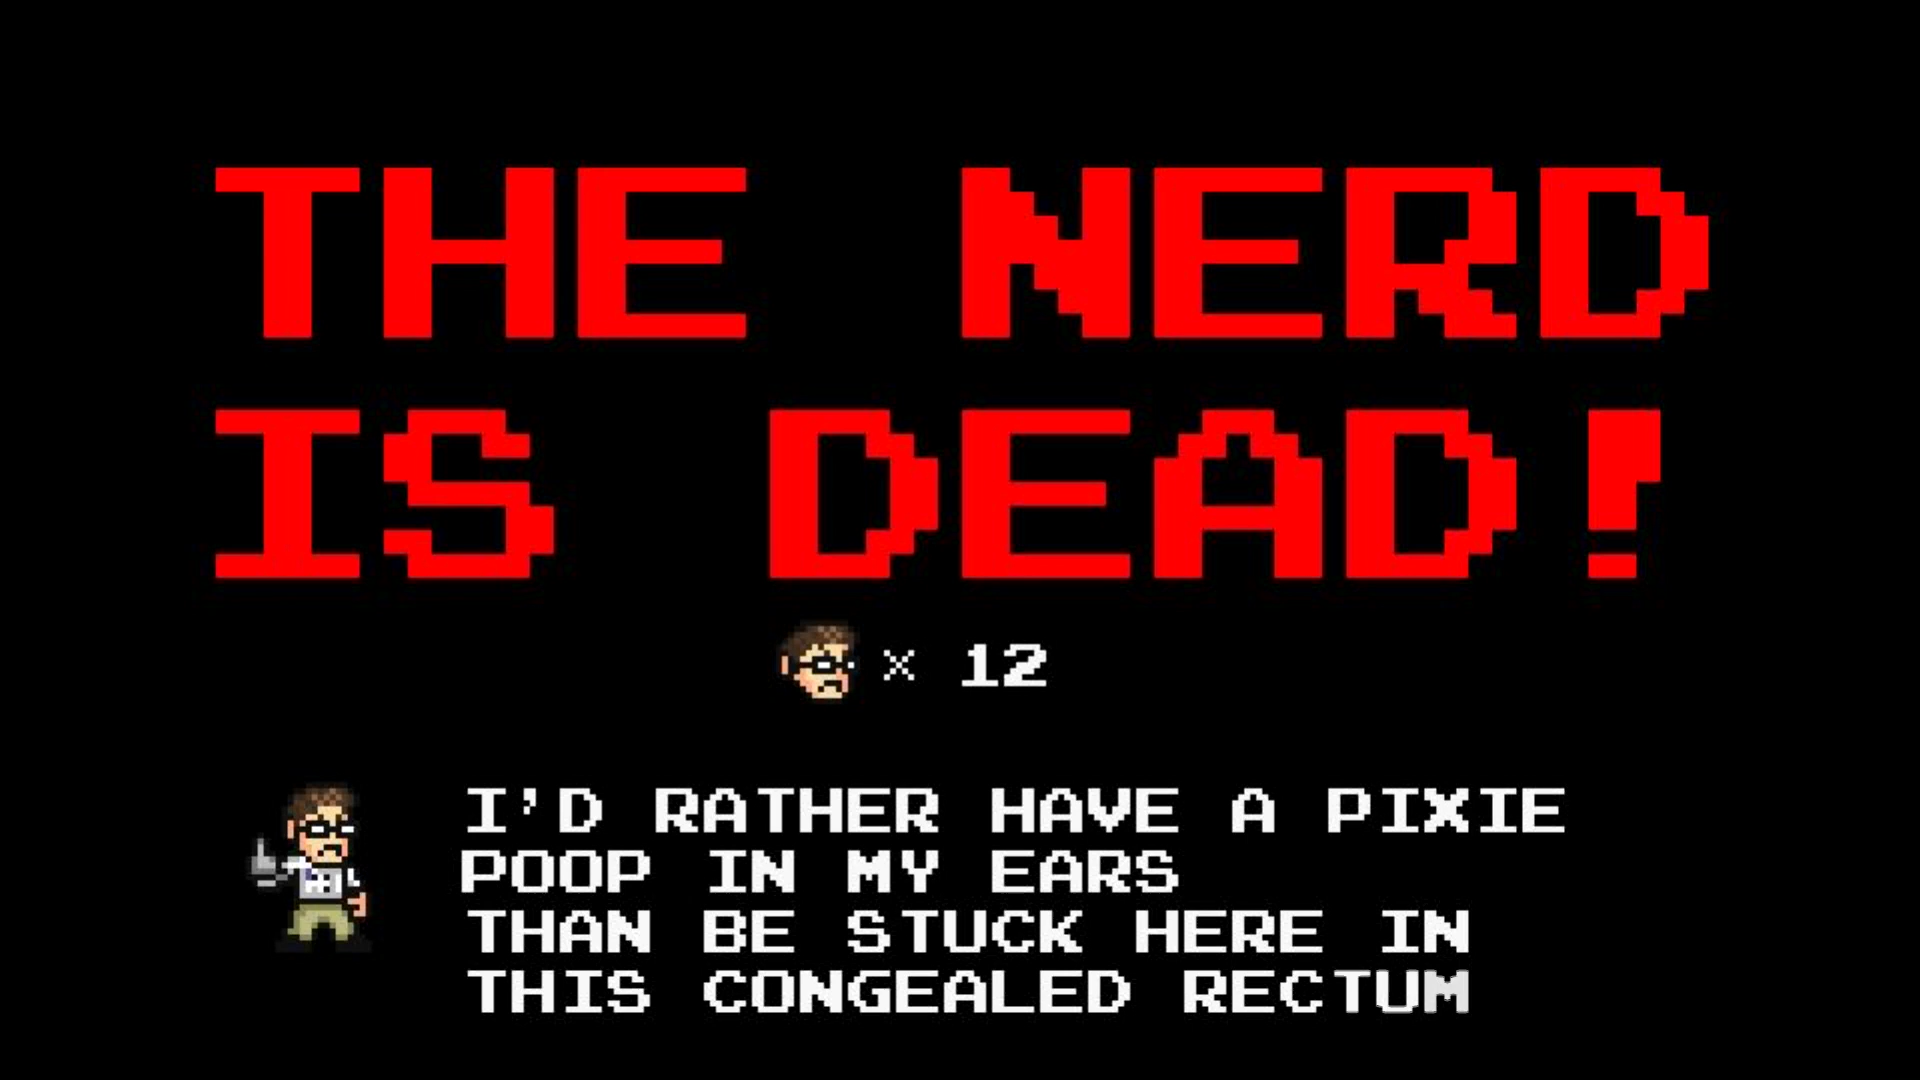 THE NERD
IS DEAD!
× 12
I'D RATHER HAVE A PIXIE
POOP IN MY EARS
THAN BE STUCK HERE IN
THIS CONGEALED RECTUM